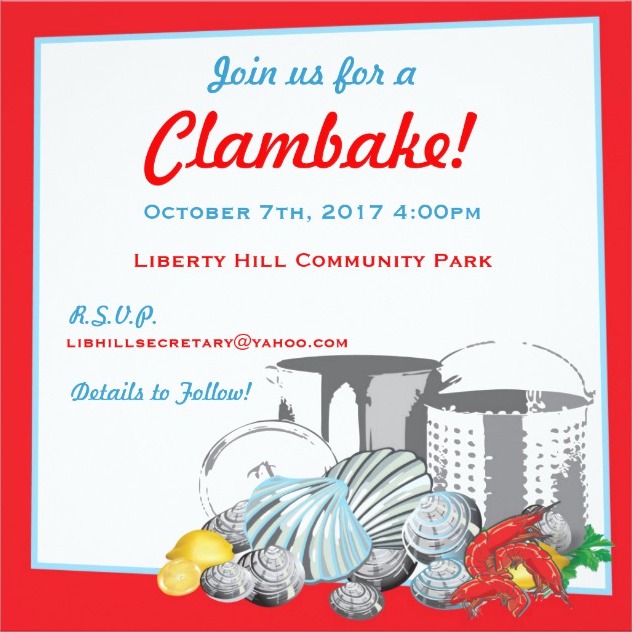 Join us for a
Clambake!
October 7th, 2017 4:00pm
Liberty Hill Community Park
R.S.V.P.
libhillsecretary@yahoo.com
Details to Follow!